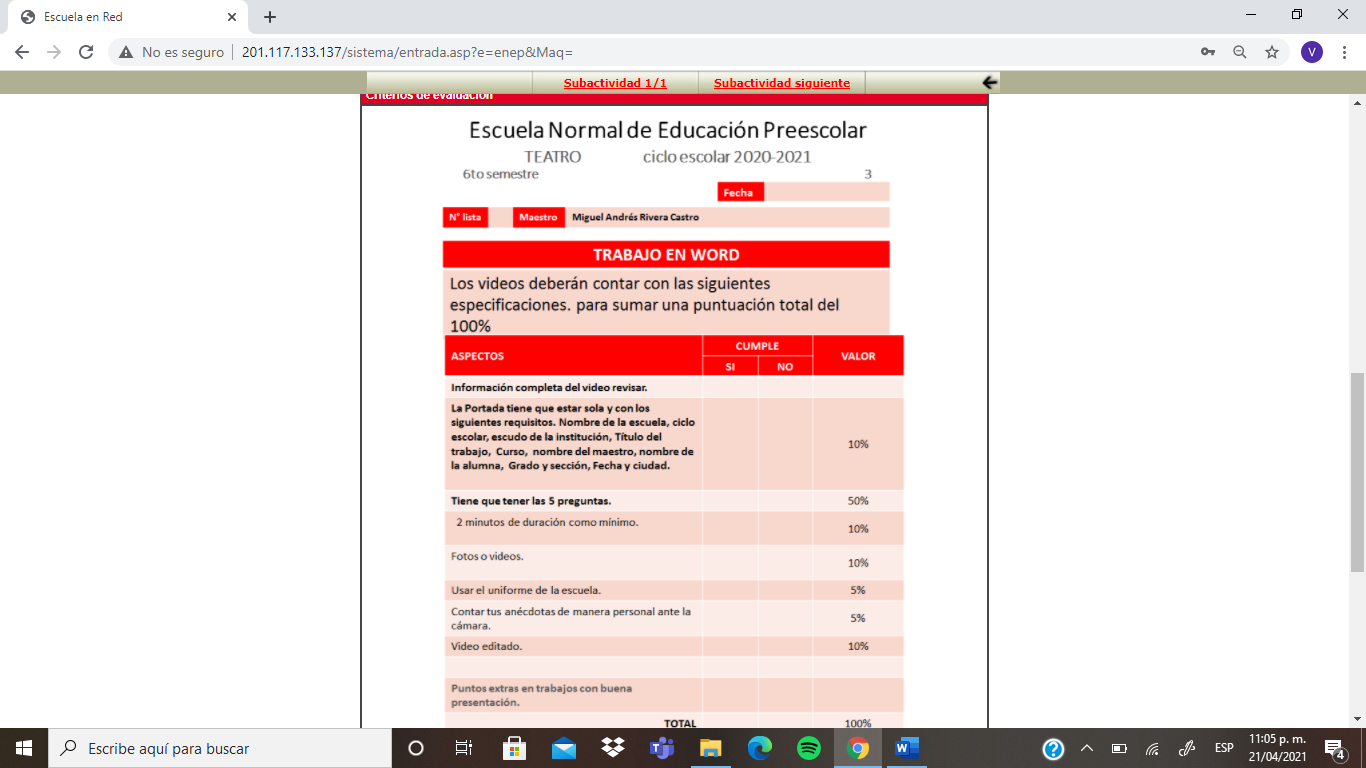 Escuela en Red
No es seguro
201.117.133.137/sistema/entrada.asp?e=enep&Maq=
V
Subactividad 1/1
Subactividad siguiente
Criterios de evaluación
Escuela Normal de Educación Preescolar
TEATRO ciclo escolar 2020-2021
6to semestre 3
Fecha
N° lista Maestro Miguel Andrés Rivera Castro
TRABAJO EN WORD
Los videos deberán contar con las siguientes
especificaciones. para sumar una puntuación total del
100%
ASPECTOS CUMPLE VALOR
SI NO
Información completa del video revisar.
La Portada tiene que estar sola y con los
siguientes requisitos. Nombre de la escuela, ciclo
escolar, escudo de la institución, Título del
trabajo, Curso, nombre del maestro, nombre de
la alumna, Grado y sección, Fecha y ciudad.
10%
Tiene que tener las 5 preguntas. 50%
2 minutos de duración como mínimo.
10%
Fotos o videos.
10%
Usar el uniforme de la escuela. 5%
Contar tus anécdotas de manera personal ante la
cámara.
5%
Video editado. 10%
Puntos extras en trabajos con buena
presentación.
TOTAL 100%
Escribe aquí para buscar
ESP
11:05 p. m.
21/04/2021
4